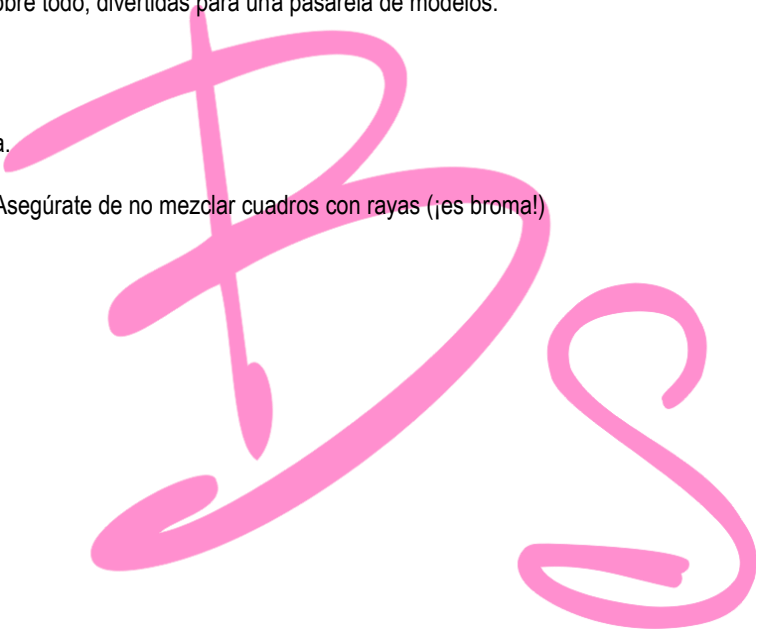 obre todo, divertidas para una pasarela de modelos.
a.
Asegúrate de no mezclar cuadros con rayas (¡es broma!)
BS